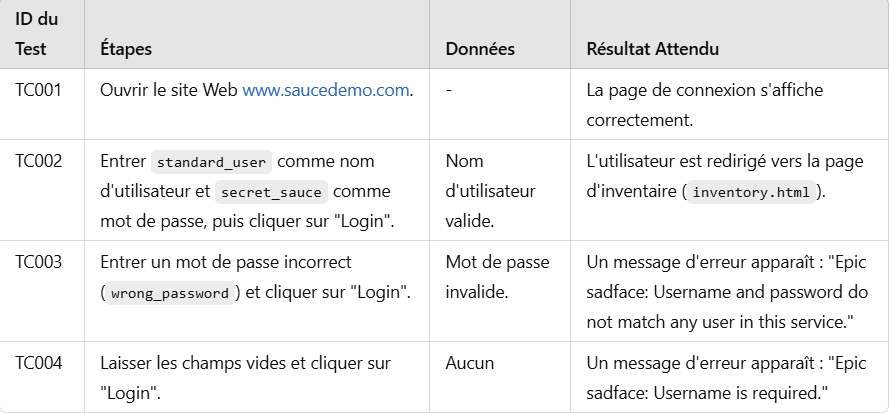 ID du
Test
Étapes
Données
Résultat Attendu
TC001
Ouvrir le site Web www.saucedemo.com.
-
La page de connexion s'affiche
correctement.
TC002
Entrer standard_user comme nom
d'utilisateur et secret_sauce comme
mot de passe, puis cliquer sur "Login".
Nom
d'utilisateur
valide.
L'utilisateur est redirigé vers la page
d'inventaire (inventory.html).
TC003
Entrer un mot de passe incorrect
(wrong_password) et cliquer sur "Login".
Mot de passe
invalide.
Un message d'erreur apparaît : "Epic
sadface: Username and password do
not match any user in this service."
TC004
Laisser les champs vides et cliquer sur
"Login".
Aucun
Un message d'erreur apparaît : "Epic
sadface: Username is required."